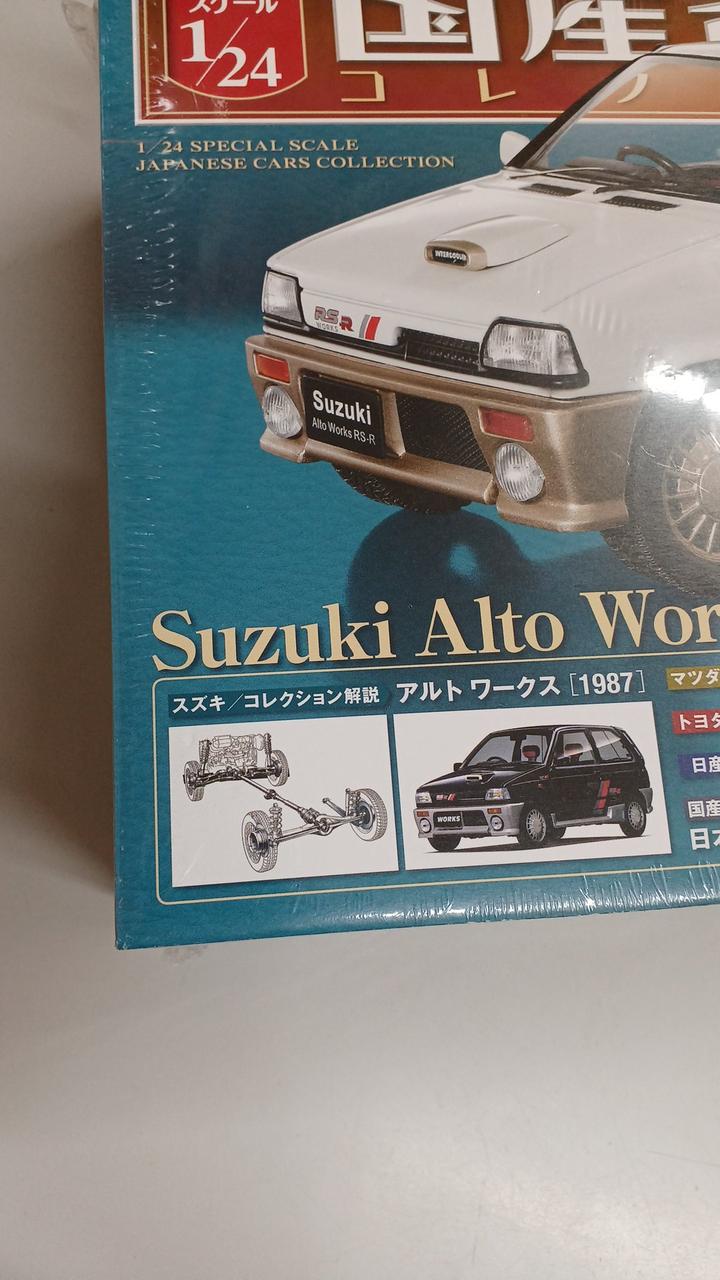 スケール
1/24
国産
コレ
1/24 SPECIAL SCALE
JAPANESE CARS COLLECTION
INTERCOOLER
RS-R
WORKS
Suzuki
Alto Works RS-R
Suzuki Alto Wor
スズキ/コレクション解説 アルト ワークス [1987]
マツダ
トヨタ
日産
国産
日本
WORKS